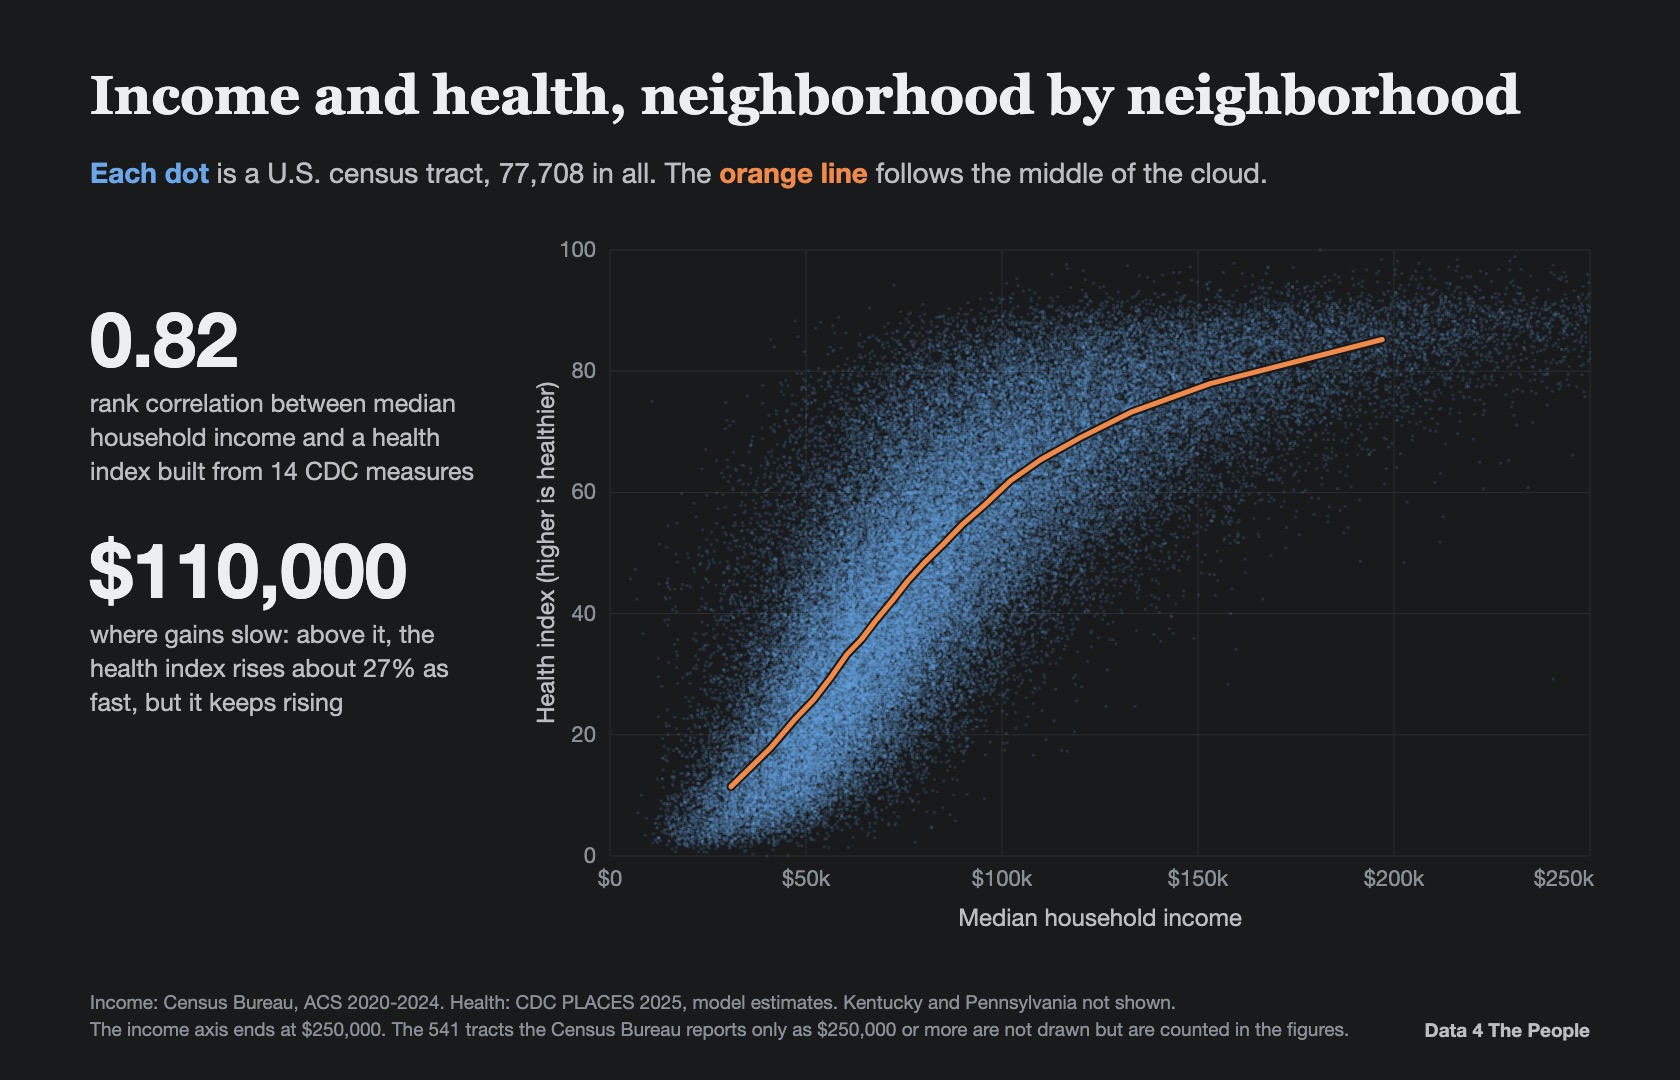 Income and health, neighborhood by neighborhood
Each dot is a U.S. census tract, 77,708 in all. The orange line follows the middle of the cloud.
0.82
rank correlation between median
household income and a health
index built from 14 CDC measures
$110,000
where gains slow: above it, the
health index rises about 27% as
fast, but it keeps rising
Health index (higher is healthier)
100
80
60
40
20
0
$0 $50k $100k $150k $200k $250k
Median household income
Income: Census Bureau, ACS 2020-2024. Health: CDC PLACES 2025, model estimates. Kentucky and Pennsylvania not shown.
The income axis ends at $250,000. The 541 tracts the Census Bureau reports only as $250,000 or more are not drawn but are counted in the figures.
Data 4 The People